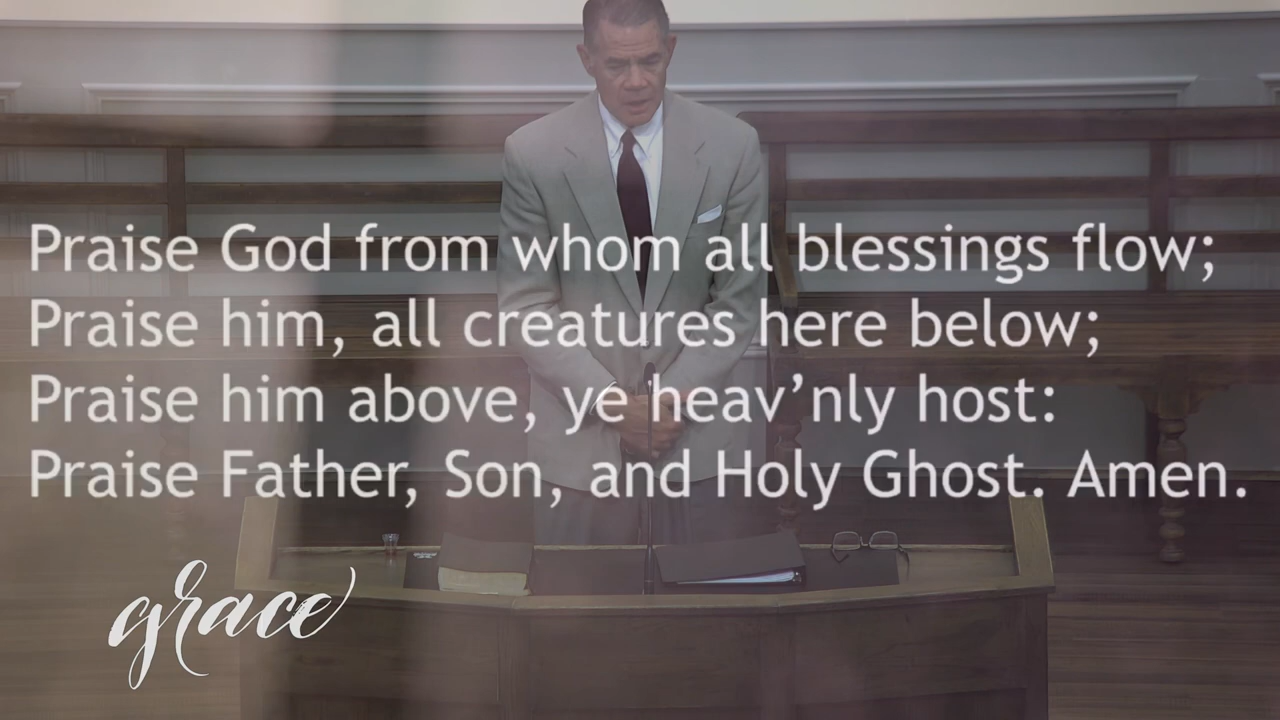 Praise God from whom all blessings flow;
Praise him, all creatures here below;
Praise him above, ye heav’nly host:
Praise Father, Son, and Holy Ghost. Amen.
grace